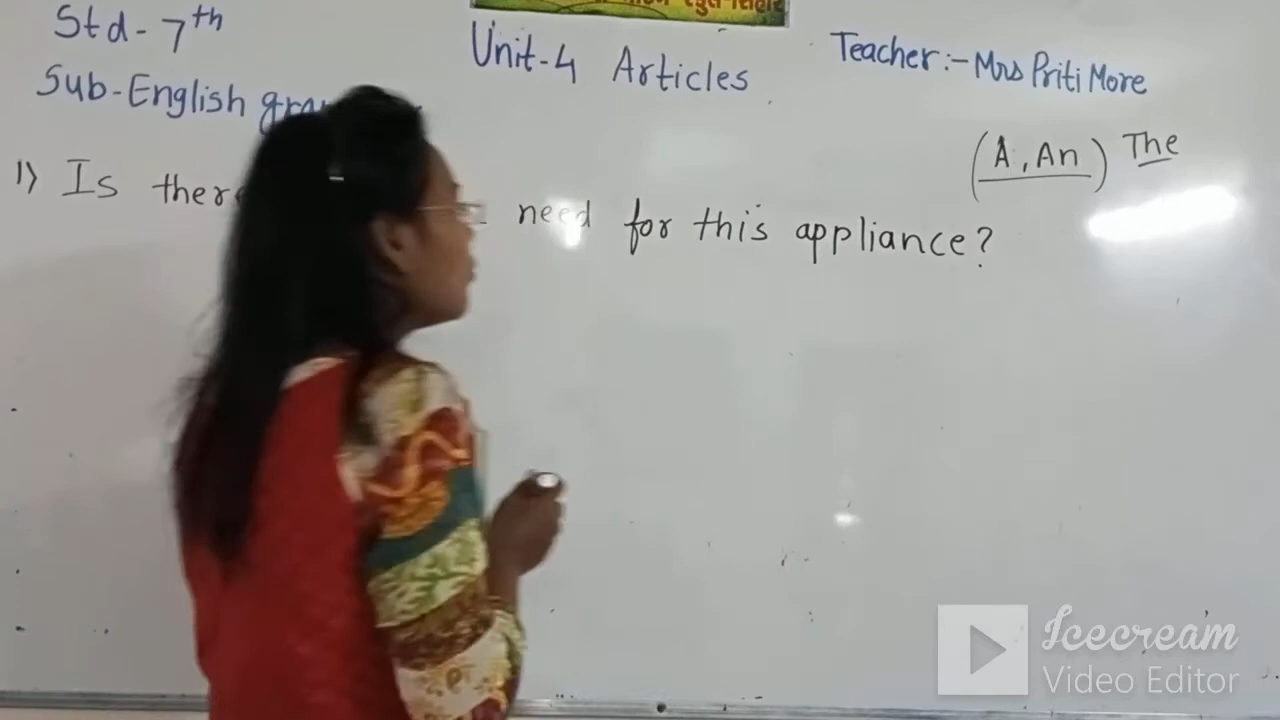 Std- 7th
Unit-4 Articles
Teacher:- Mrs Priti More
Sub-English
(A, An) The
1) Is there need for this appliance?
Icecream
Video Editor